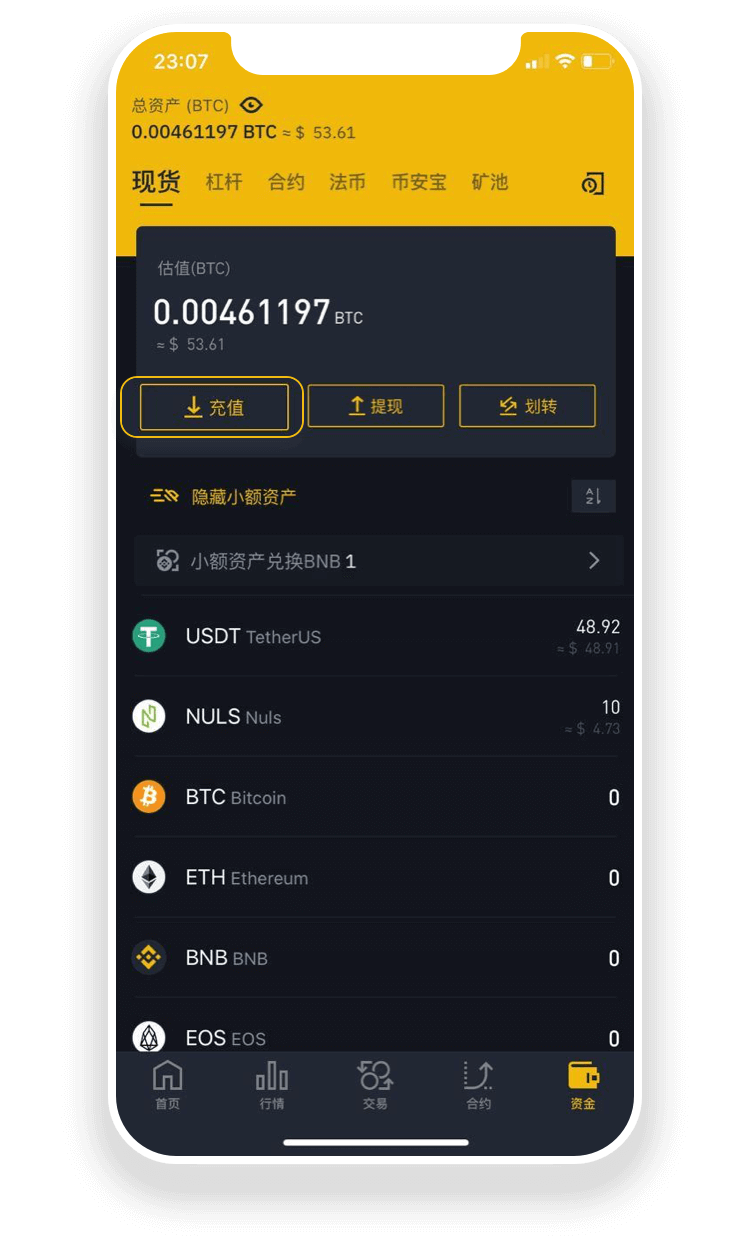 23:07
总资产 (BTC)
0.00461197 BTC ≈ $ 53.61
现货 杠杆 合约 法币 币安宝 矿池
估值(BTC)
0.00461197 BTC
≈ $ 53.61
充值 提现 划转
隐藏小额资产
A
Z
小额资产兑换BNB 1
USDT TetherUS 48.92
≈ $ 48.91
NULS Nuls 10
≈ $ 4.73
BTC Bitcoin 0
ETH Ethereum 0
BNB BNB 0
EOS EOS 0
首页 行情 交易 合约 资金